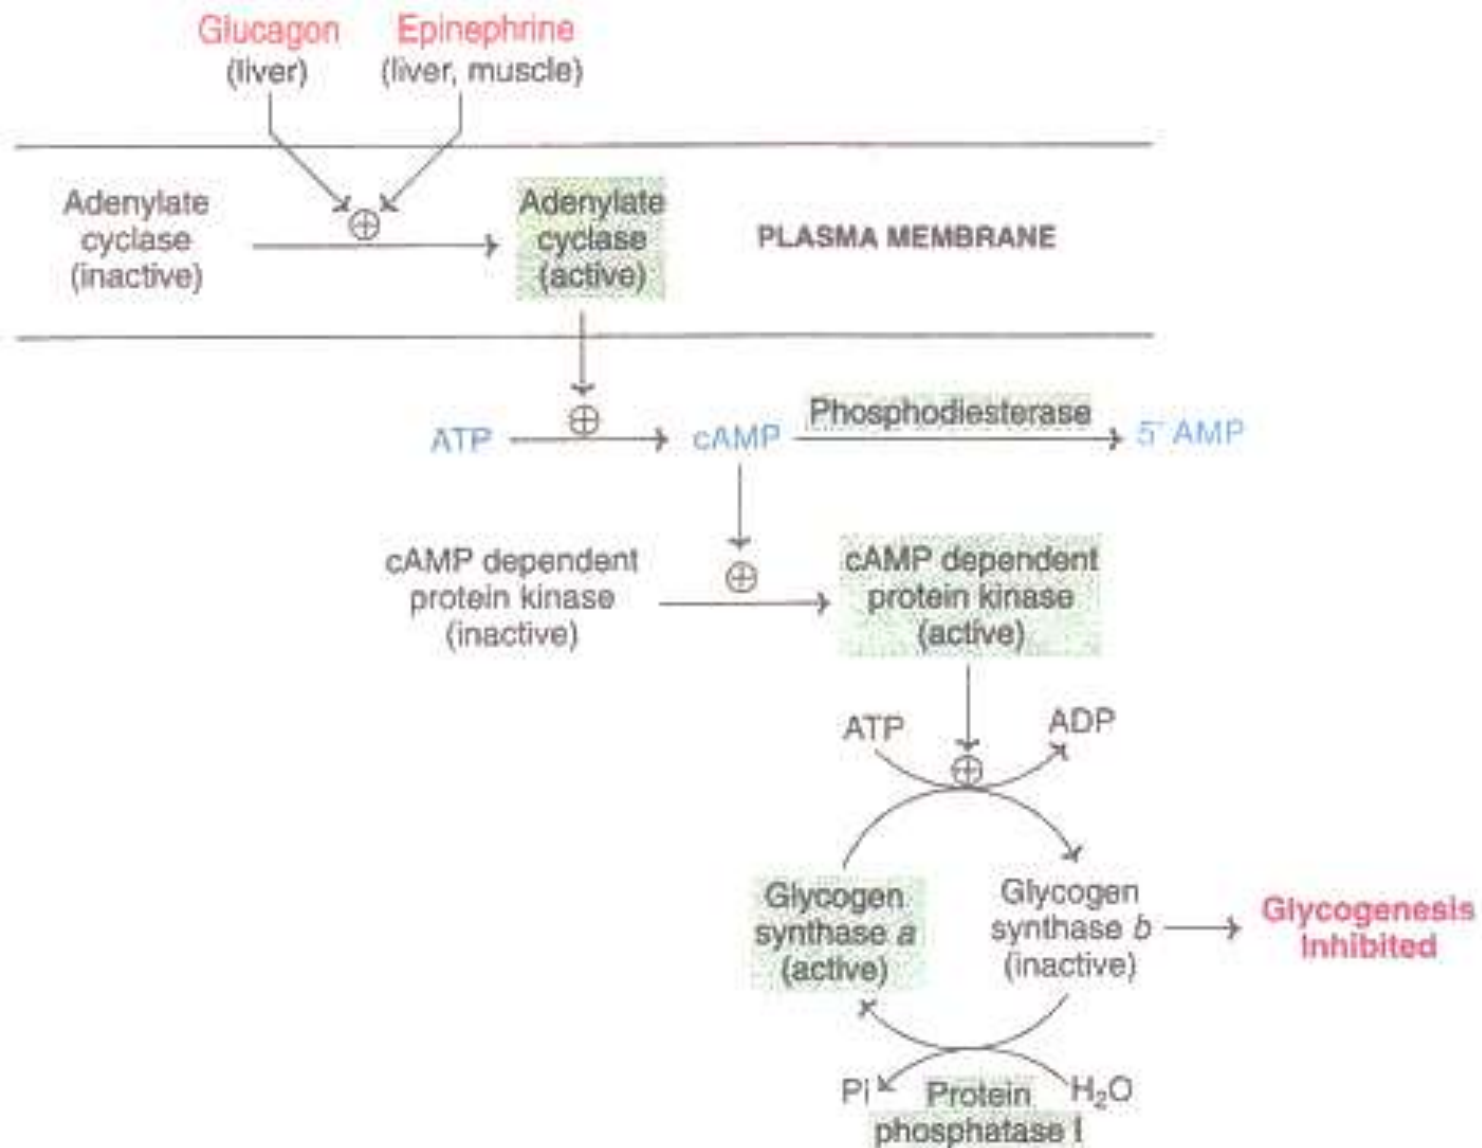 Glucagon
(liver)
Epinephrine
(liver, muscle)
Adenylate
cyclase
(inactive)
Adenylate
cyclase
(active)
PLASMA MEMBRANE
ATP
cAMP
Phosphodiesterase
5' AMP
cAMP dependent
protein kinase
(inactive)
cAMP dependent
protein kinase
(active)
ATP
ADP
Glycogen
synthase a
(active)
Glycogen
synthase b
(inactive)
Glycogenesis
Inhibited
Pi
Protein
phosphatase I
H₂O